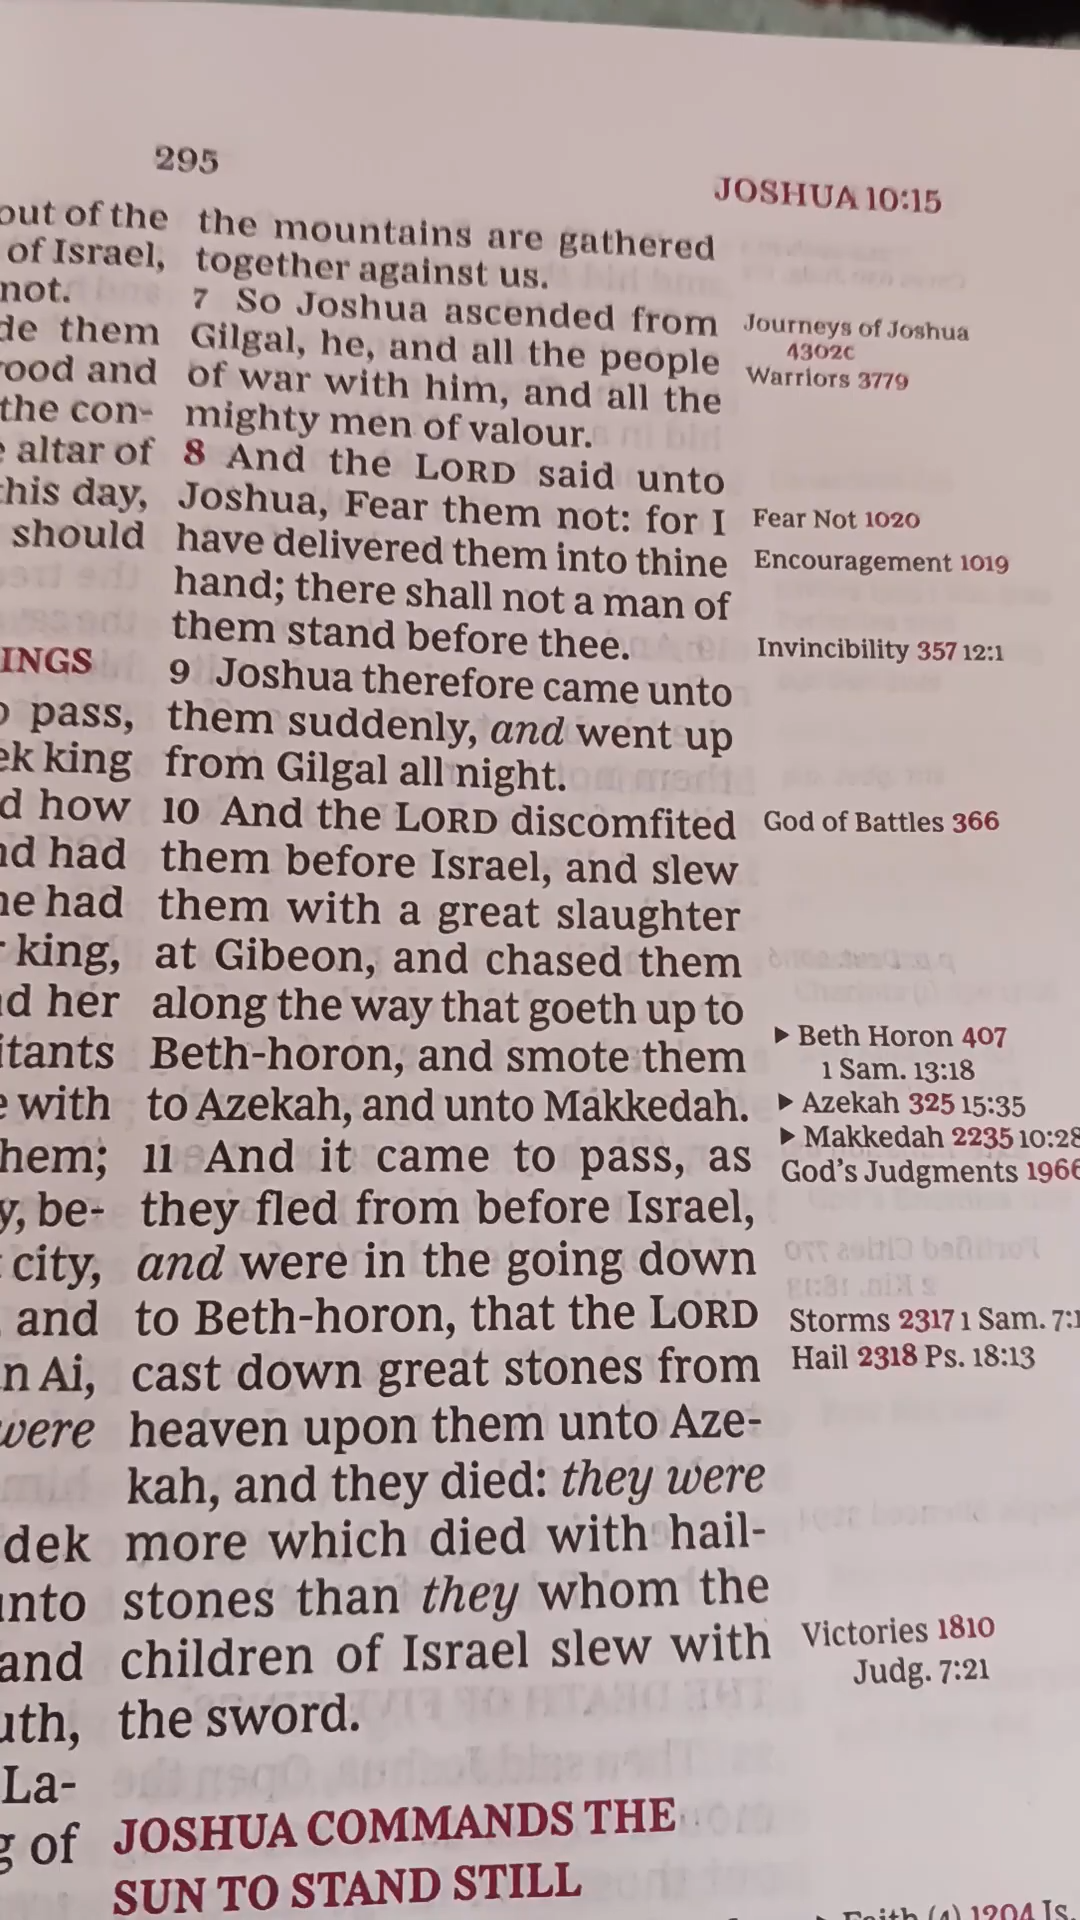 295
JOSHUA 10:15
out of the
of Israel,
not.
them
and
the con-
altar of
this day,
should
INGS
pass,
king
how
had
had
king,
her
with
be-
city,
and
Ai,
were
and
La-
of
the mountains are gathered
together against us.
7 So Joshua ascended from
Gilgal, he, and all the people
of war with him, and all the
mighty men of valour.
8 And the LORD said unto
Joshua, Fear them not: for I
have delivered them into thine
hand; there shall not a man of
them stand before thee.
9 Joshua therefore came unto
them suddenly, and went up
from Gilgal all night.
10 And the LORD discomfited
them before Israel, and slew
them with a great slaughter
at Gibeon, and chased them
along the way that goeth up to
Beth-horon, and smote them
to Azekah, and unto Makkedah.
11 And it came to pass, as
they fled from before Israel,
and were in the going down
to Beth-horon, that the LORD
cast down great stones from
heaven upon them unto Aze-
kah, and they died: they were
more which died with hail-
stones than they whom the
children of Israel slew with
the sword.
JOSHUA COMMANDS THE
SUN TO STAND STILL
Journeys of Joshua
4302c
Warriors 3779
Fear Not 1020
Encouragement 1019
Invincibility 357 12:1
God of Battles 366
▶ Beth Horon 407
1 Sam. 13:18
▶ Azekah 325 15:35
▶ Makkedah 2235 10:28
God's Judgments 1966
Storms 2317 1 Sam. 7:1
Hail 2318 Ps. 18:13
Victories 1810
Judg. 7:21
Faith (4) 1204 Is.